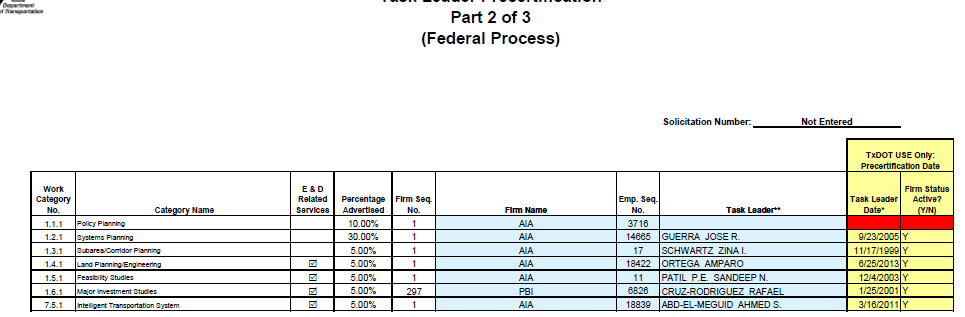 Department
of Transportation
Task Leader Precertification
Part 2 of 3
(Federal Process)
Solicitation Number: Not Entered
TxDOT USE Only:
Precertification Date
Work Category No. Category Name E & D Related Services Percentage Advertised Firm Seq. No. Firm Name Emp. Seq. No. Task Leader** Task Leader Date* Firm Status Active? (Y/N)
1.1.1 Policy Planning 10.00% 1 AIA 3716
1.2.1 Systems Planning 30.00% 1 AIA 14665 GUERRA JOSE R. 9/23/2005 Y
1.3.1 Subarea/Corridor Planning 5.00% 1 AIA 17 SCHWARTZ ZINA I. 11/17/1999 Y
1.4.1 Land Planning/Engineering ☑ 5.00% 1 AIA 18422 ORTEGA AMPARO 6/25/2013 Y
1.5.1 Feasibility Studies ☑ 5.00% 1 AIA 11 PATIL P.E. SANDEEP N. 12/4/2003 Y
1.6.1 Major Investment Studies ☑ 5.00% 297 PBI 6826 CRUZ-RODRIGUEZ RAFAEL 1/25/2001 Y
7.5.1 Intelligent Transportation System ☑ 5.00% 1 AIA 18839 ABD-EL-MEGUID AHMED S. 3/16/2011 Y